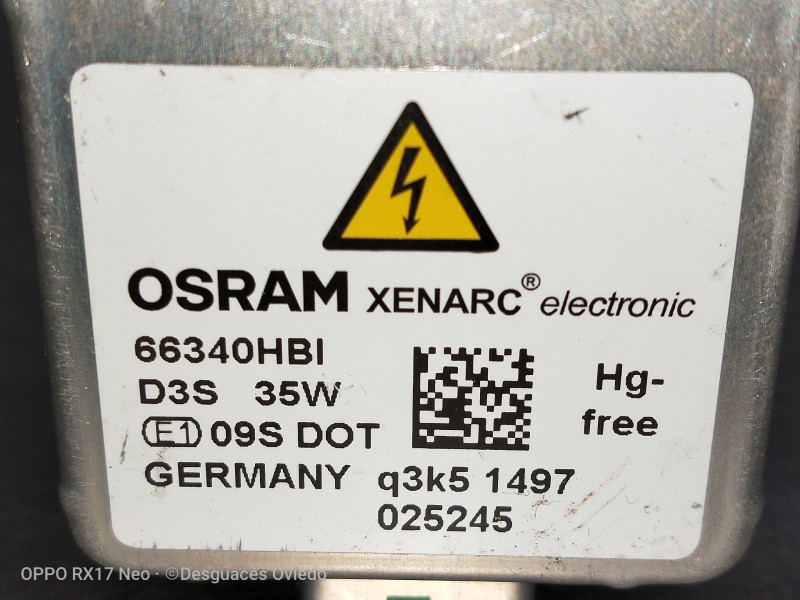 OSRAM XENARC® electronic
66340HBI
D3S 35W
Hg-
free
E1 09S DOT
GERMANY q3k5 1497
025245
OPPO RX17 Neo · ©Desguaces Oviedo